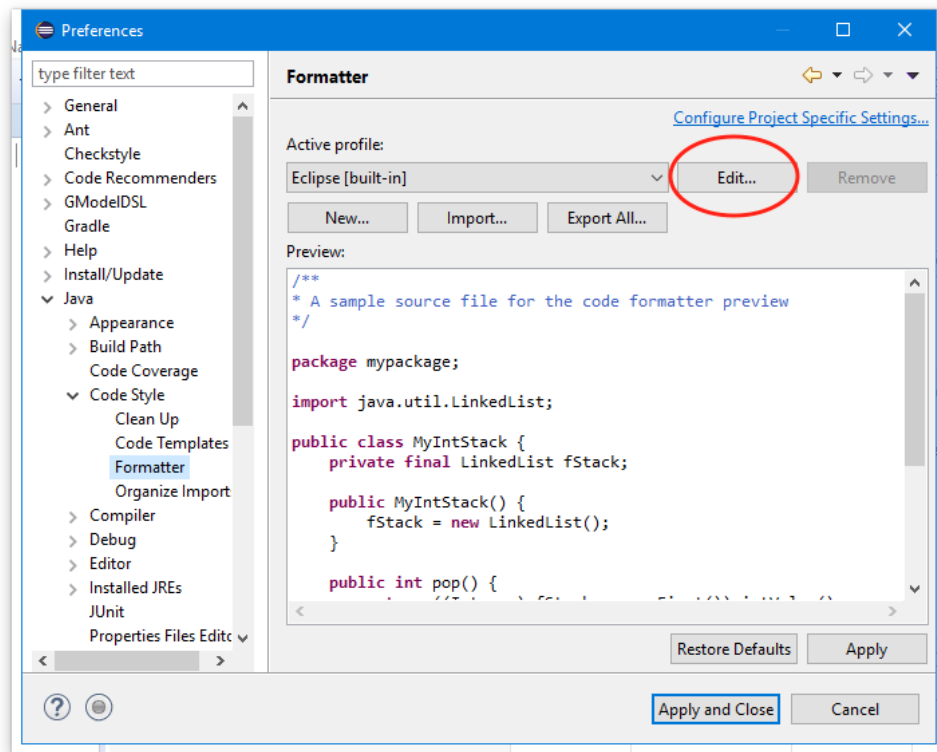 Preferences
type filter text
General
Ant
Checkstyle
Code Recommenders
GModelDSL
Gradle
Help
Install/Update
Java
Appearance
Build Path
Code Coverage
Code Style
Clean Up
Code Templates
Formatter
Organize Import
Compiler
Debug
Editor
Installed JREs
JUnit
Properties Files Edito
Formatter
Configure Project Specific Settings...
Active profile:
Eclipse [built-in]
Edit...
Remove
New...
Import...
Export All...
Preview:
/**
* A sample source file for the code formatter preview
*/
package mypackage;
import java.util.LinkedList;
public class MyIntStack {
private final LinkedList fStack;
public MyIntStack() {
fStack = new LinkedList();
}
public int pop() {
Restore Defaults
Apply
?
Apply and Close
Cancel